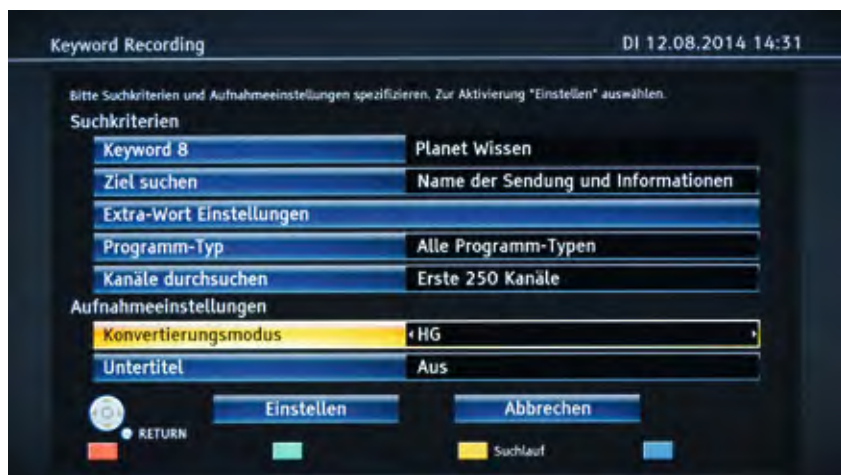 Keyword Recording DI 12.08.2014 14:31
Bitte Suchkriterien und Aufnahmeeinstellungen spezifizieren. Zur Aktivierung "Einstellen" auswählen.
Suchkriterien
Keyword 8 Planet Wissen
Ziel suchen Name der Sendung und Informationen
Extra-Wort Einstellungen
Programm-Typ Alle Programm-Typen
Kanäle durchsuchen Erste 250 Kanäle
Aufnahmeeinstellungen
Konvertierungsmodus HG
Untertitel Aus
Einstellen Abbrechen
RETURN
Suchlauf